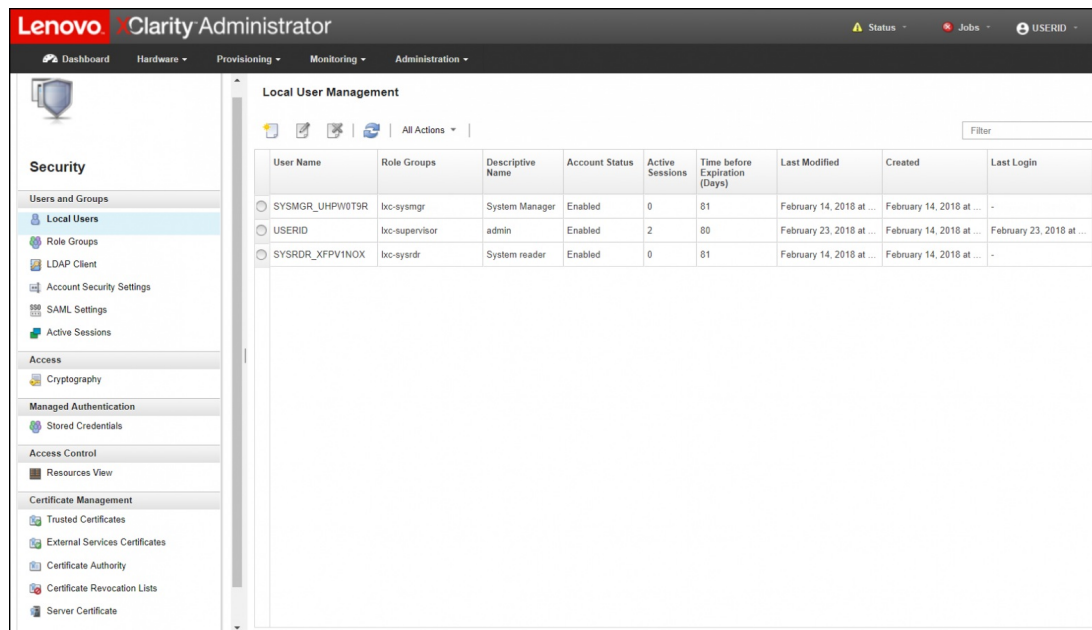 Lenovo. XClarity Administrator
Status Jobs USERID
Dashboard Hardware Provisioning Monitoring Administration
Security
Users and Groups
Local Users
Role Groups
LDAP Client
Account Security Settings
SAML Settings
Active Sessions
Access
Cryptography
Managed Authentication
Stored Credentials
Access Control
Resources View
Certificate Management
Trusted Certificates
External Services Certificates
Certificate Authority
Certificate Revocation Lists
Server Certificate
Local User Management
All Actions
Filter
User Name Role Groups Descriptive Name Account Status Active Sessions Time before Expiration (Days) Last Modified Created Last Login
SYSMGR_UHPW0T9R lxc-sysmgr System Manager Enabled 0 81 February 14, 2018 at ... February 14, 2018 at ... -
USERID lxc-supervisor admin Enabled 2 80 February 23, 2018 at ... February 14, 2018 at ... February 23, 2018 at ...
SYSRDR_XFPV1NOX lxc-sysrdr System reader Enabled 0 81 February 14, 2018 at ... February 14, 2018 at ... -